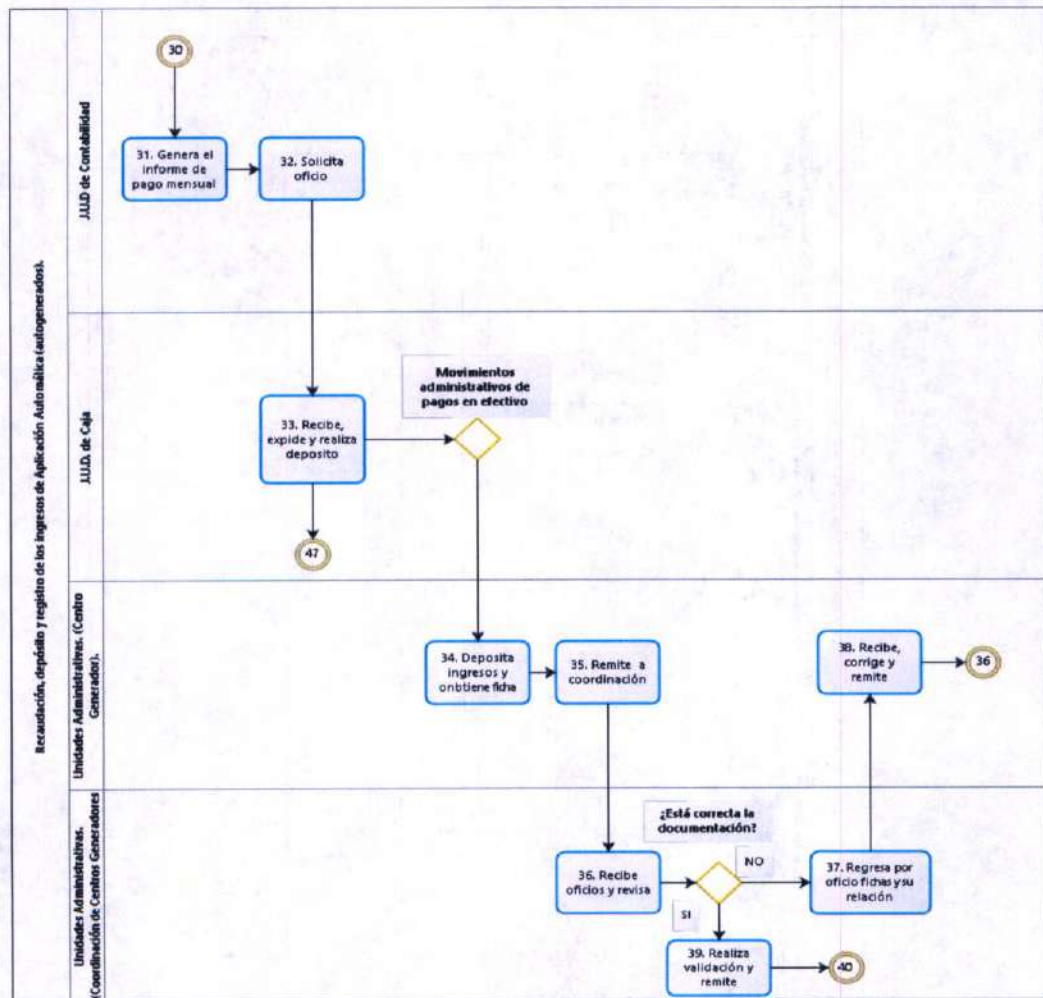 Recaudación, depósito y registro de los ingresos de Aplicación Automática (autogenerados).
J.U.D de Contabilidad
30
31. Genera el
informe de
pago mensual
32. Solicita
oficio
J.U.D. de Caja
Movimientos
administrativos de
pagos en efectivo
33. Recibe,
expide y realiza
deposito
47
Unidades Administrativas. (Centro
Generador).
34. Deposita
ingresos y
onbtiene ficha
35. Remite a
coordinación
38. Recibe,
corrige y
remite
36
Unidades Administrativas.
(Coordinación de Centros Generadores
¿Está correcta la
documentación?
36. Recibe
oficios y revisa
NO
37. Regresa por
oficio fichas y su
relación
SI
39. Realiza
validación y
remite
40